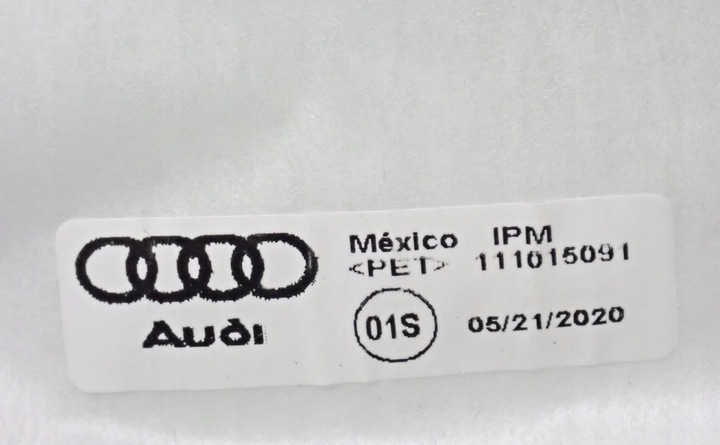 Audi
México IPM
<PET> 111015091
01S 05/21/2020